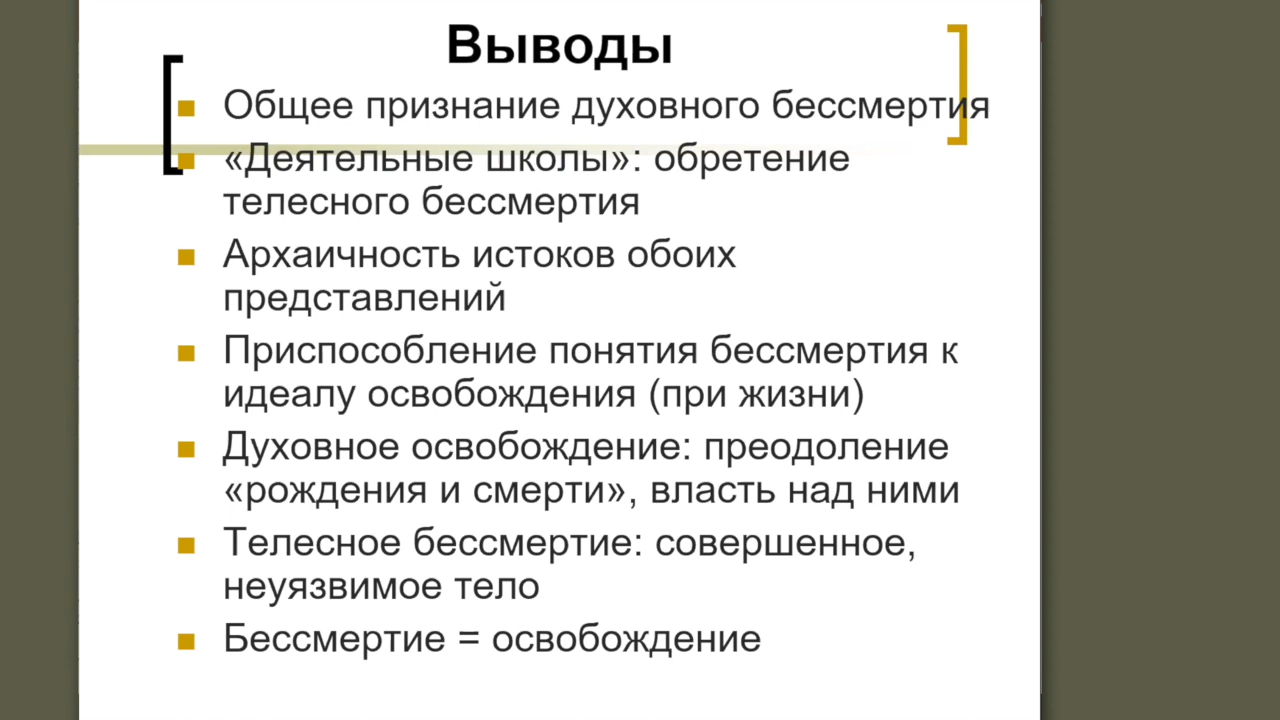 Выводы
Общее признание духовного бессмертия
«Деятельные школы»: обретение
телесного бессмертия
Архаичность истоков обоих
представлений
Приспособление понятия бессмертия к
идеалу освобождения (при жизни)
Духовное освобождение: преодоление
«рождения и смерти», власть над ними
Телесное бессмертие: совершенное,
неуязвимое тело
Бессмертие = освобождение